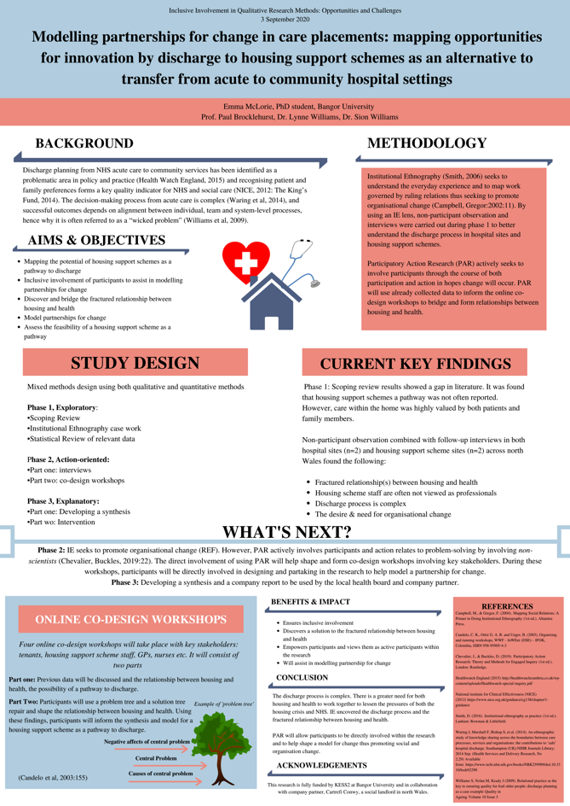 Inclusive Involvement in Qualitative Research Methods: Opportunities and Challenges
3 September 2020
Modelling partnerships for change in care placements: mapping opportunities
for innovation by discharge to housing support schemes as an alternative to
transfer from acute to community hospital settings
Emma McLorie, PhD student, Bangor University
Prof. Paul Brocklehurst, Dr. Lynne Williams, Dr. Sion Williams
BACKGROUND
Discharge planning from NHS acute care to community services has been identified as a
problematic area in policy and practice (Health Watch England, 2015) and recognising patient and
family preferences forms a key quality indicator for NHS and social care (NICE, 2012: The King's
Fund, 2014). The decision-making process from acute care is complex (Waring et al, 2014), and
successful outcomes depends on alignment between individual, team and system-level processes,
hence why it is often referred to as a “wicked problem” (Williams et al, 2009).
AIMS & OBJECTIVES
• Mapping the potential of housing support schemes as a
pathway to discharge
• Inclusive involvement of participants to assist in modelling
partnerships for change
• Discover and bridge the fractured relationship between
housing and health
• Model partnerships for change
• Assess the feasibility of a housing support scheme as a
pathway
METHODOLOGY
Institutional Ethnography (Smith, 2006) seeks to
understand the everyday experience and to map work
governed by ruling relations thus seeking to promote
organisational change (Campbell, Gregor:2002:11). By
using an IE lens, non-participant observation and
interviews were carried out during phase 1 to better
understand the discharge process in hospital sites and
housing support schemes.
Participatory Action Research (PAR) actively seeks to
involve participants through the course of both
participation and action in hopes change will occur. PAR
will use already collected data to inform the online co-
design workshops to bridge and form relationships between
housing and health.
STUDY DESIGN
Mixed methods design using both qualitative and quantitative methods
Phase 1, Exploratory:
•Scoping Review
•Institutional Ethnography case work
•Statistical Review of relevant data
Phase 2, Action-oriented:
•Part one: interviews
•Part two: co-design workshops
Phase 3, Explanatory:
•Part one: Developing a synthesis
•Part wo: Intervention
CURRENT KEY FINDINGS
Phase 1: Scoping review results showed a gap in literature. It was found
that housing support schemes a pathway was not often reported.
However, care within the home was highly valued by both patients and
family members.
Non-participant observation combined with follow-up interviews in both
hospital sites (n=2) and housing support scheme sites (n=2) across north
Wales found the following:
• Fractured relationship(s) between housing and health
• Housing scheme staff are often not viewed as professionals
• Discharge process is complex
• The desire & need for organisational change
WHAT'S NEXT?
Phase 2: IE seeks to promote organisational change (REF). However, PAR actively involves participants and action relates to problem-solving by involving non-
scientists (Chevalier, Buckles, 2019:22). The direct involvement of using PAR will help shape and form co-design workshops involving key stakeholders. During these
workshops, participants will be directly involved in designing and partaking in the research to help model a partnership for change.
Phase 3: Developing a synthesis and a company report to be used by the local health board and company partner.
ONLINE CO-DESIGN WORKSHOPS
Four online co-design workshops will take place with key stakeholders:
tenants, housing support scheme staff, GPs, nurses etc. It will consist of
two parts
Part one: Previous data will be discussed around the relationship between housing and
health, the possibility of a pathway to discharge.
Part Two: Participants will use a problem tree and a solution tree
repair and shape the relationship between health and housing. Using
these findings, participants will inform the synthesis and model for a
housing support scheme as a pathway to discharge.
Example of 'problem tree'
Negative affects of central problem
Central Problem
Causes of central problem
(Candelo et al, 2003:155)
BENEFITS & IMPACT
• Ensures inclusive involvement
• Discovers a solution to the fractured relationship between housing
and health
• Empowers participants and views them as active participants within
the research
• Will assist in modelling partnership for change
CONCLUSION
The discharge process is complex. There is a greater need for both
housing and health to work together to lessen the pressures of both the
housing crisis and NHS. IE uncovered the discharge process and the
fractured relationship between housing and health.
PAR will allow participants to be directly involved within the research
and to help shape a model for change thus promoting social and
organisational change.
ACKNOWLEDGEMENTS
This research is fully funded by KESS2 at Bangor University and in collaboration
with company partner, Cartrefi Conwy, a social landlord in north Wales.
REFERENCES